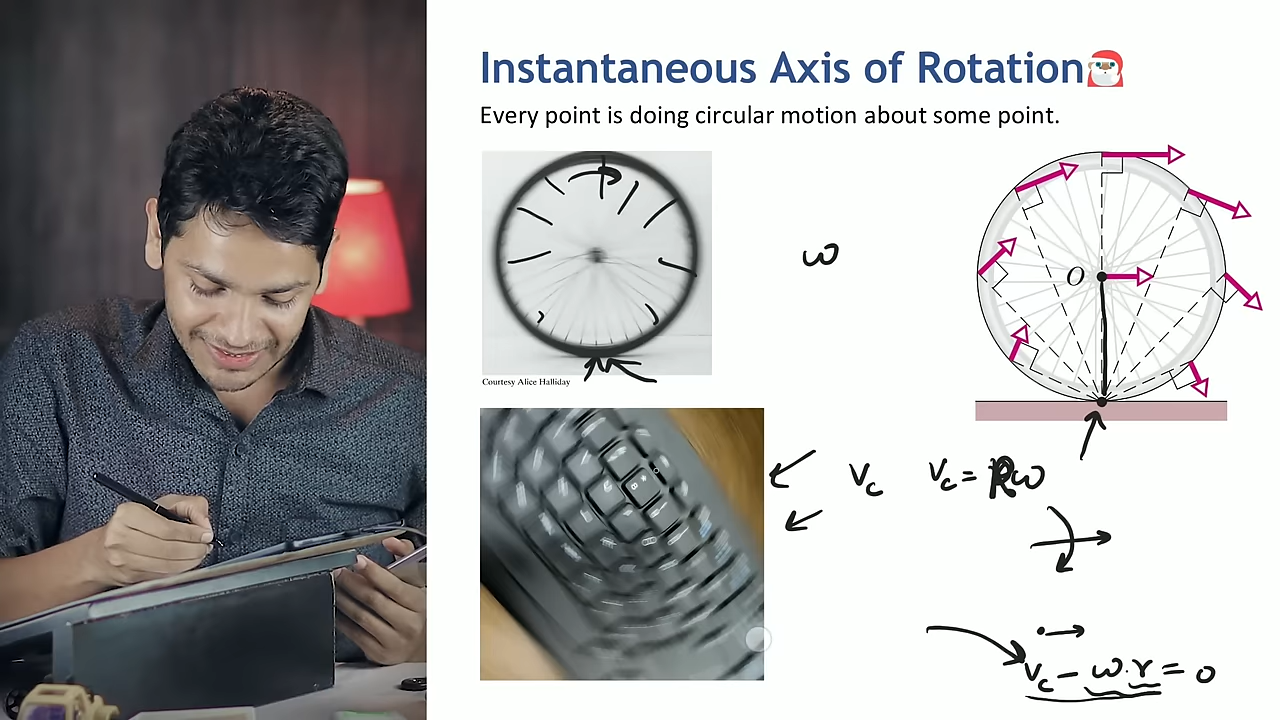 Instantaneous Axis of Rotation
Every point is doing circular motion about some point.
ω
O
Courtesy Alice Halliday
8 *
v_c v_c = Rω
v_c - ω.r = 0